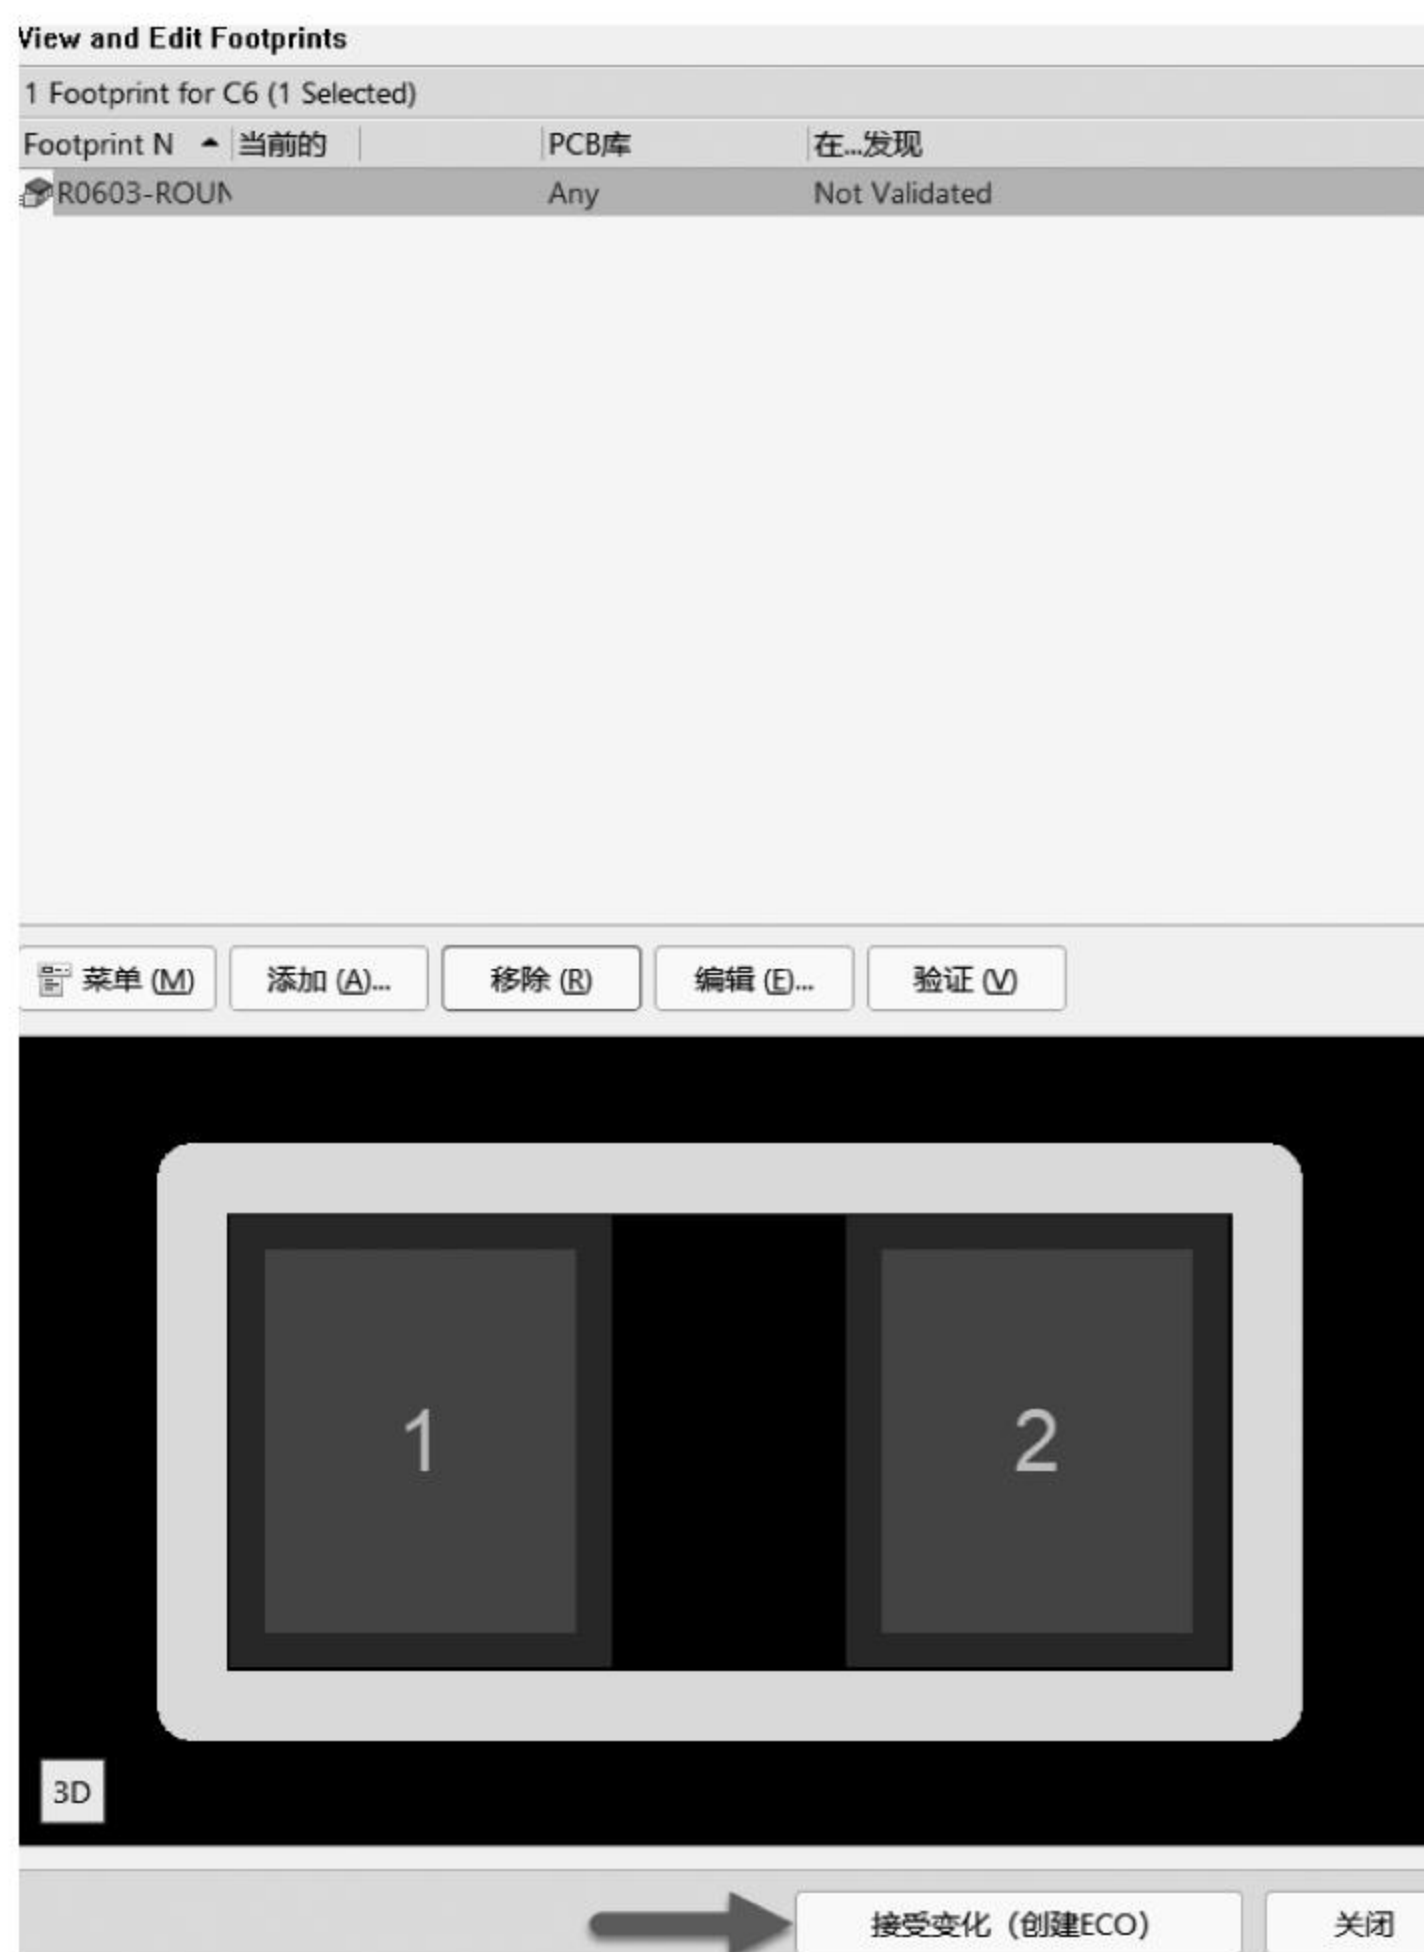 View and Edit Footprints
1 Footprint for C6 (1 Selected)
Footprint N 当前的 PCB库 在...发现
R0603-ROUN Any Not Validated
菜单 (M) 添加 (A)... 移除 (R) 编辑 (E)... 验证 (V)
1 2
3D
接受变化（创建ECO） 关闭